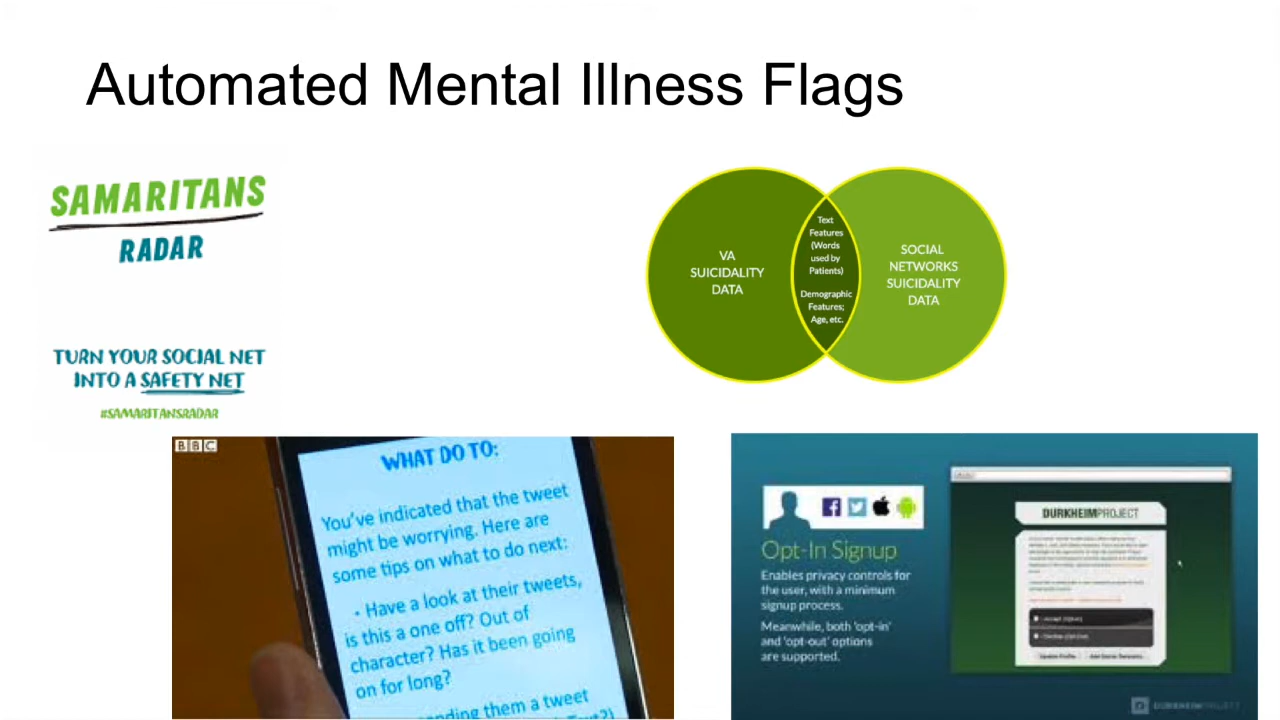 Automated Mental Illness Flags
SAMARITANS
RADAR
TURN YOUR SOCIAL NET
INTO A SAFETY NET
#SAMARITANSRADAR
VA
SUICIDALITY
DATA
Text
Features
(Words
used by
Patients)
Demographic
Features;
Age, etc.
SOCIAL
NETWORKS
SUICIDALITY
DATA
BBC
WHAT DO TO:
You've indicated that the tweet
might be worrying. Here are
some tips on what to do next:
• Have a look at their tweets,
is this a one off? Out of
character? Has it been going
on for long?
nding them a tweet
Opt-In Signup
Enables privacy controls for
the user, with a minimum
signup process.
Meanwhile, both 'opt-in'
and 'opt-out' options
are supported.
DURKHEIMPROJECT
DURKHEIMPROJECT